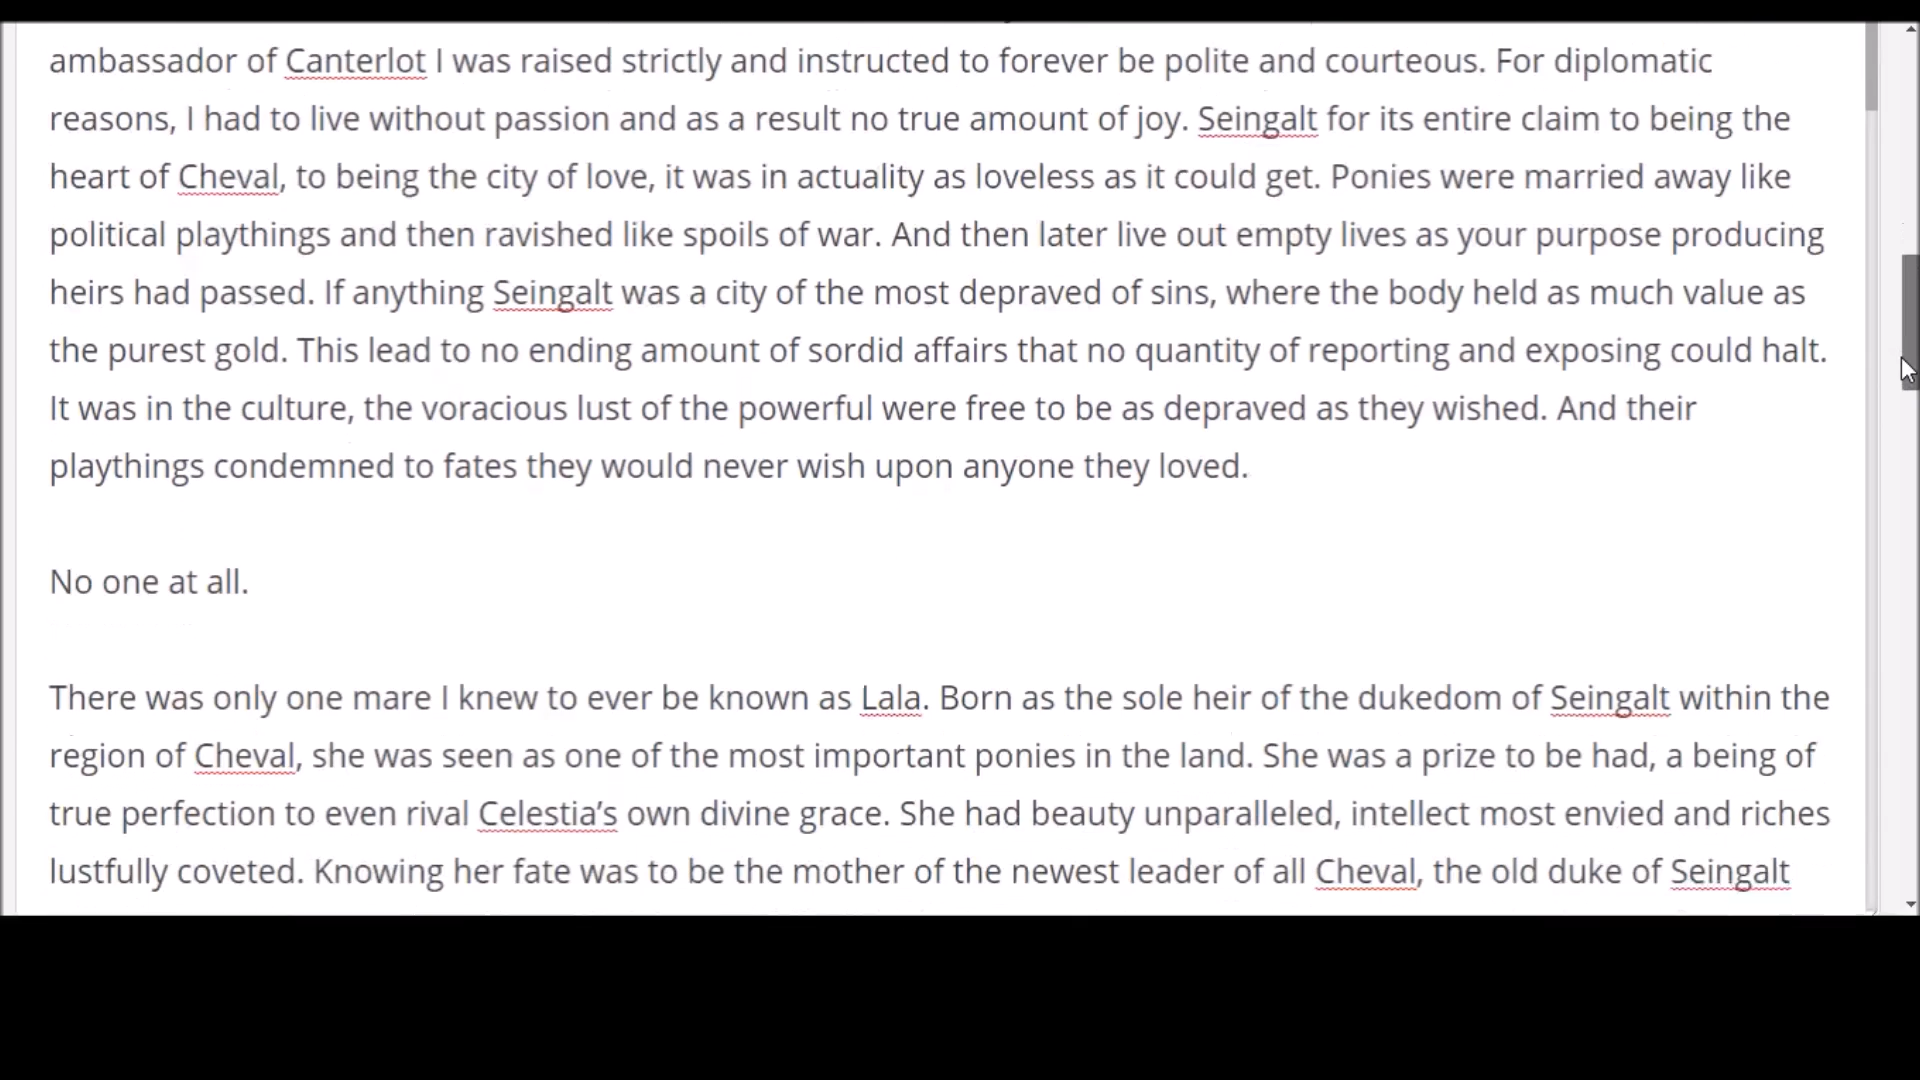 ambassador of Canterlot I was raised strictly and instructed to forever be polite and courteous. For diplomatic
reasons, I had to live without passion and as a result no true amount of joy. Seingalt for its entire claim to being the
heart of Cheval, to being the city of love, it was in actuality as loveless as it could get. Ponies were married away like
political playthings and then ravished like spoils of war. And then later live out empty lives as your purpose producing
heirs had passed. If anything Seingalt was a city of the most depraved of sins, where the body held as much value as
the purest gold. This lead to no ending amount of sordid affairs that no quantity of reporting and exposing could halt.
It was in the culture, the voracious lust of the powerful were free to be as depraved as they wished. And their
playthings condemned to fates they would never wish upon anyone they loved.
No one at all.
There was only one mare I knew to ever be known as Lala. Born as the sole heir of the dukedom of Seingalt within the
region of Cheval, she was seen as one of the most important ponies in the land. She was a prize to be had, a being of
true perfection to even rival Celestia’s own divine grace. She had beauty unparalleled, intellect most envied and riches
lustfully coveted. Knowing her fate was to be the mother of the newest leader of all Cheval, the old duke of Seingalt